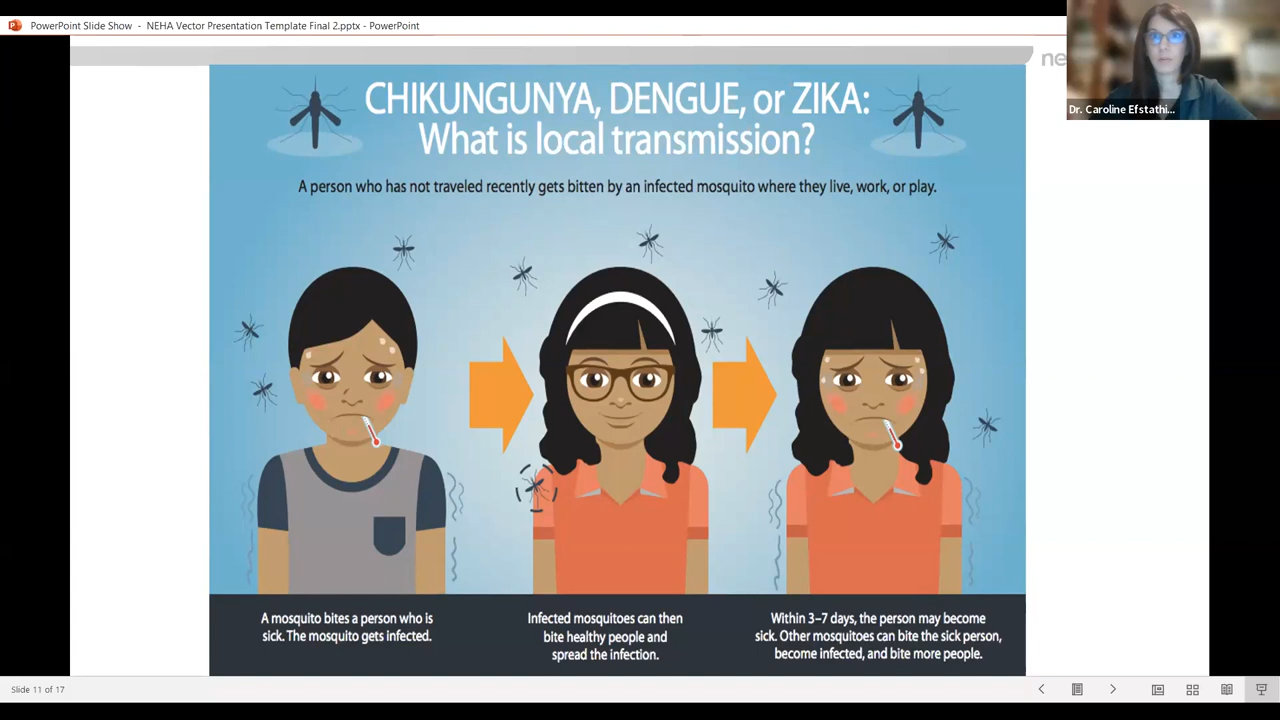 PowerPoint Slide Show - NEHA Vector Presentation Template Final 2.pptx - PowerPoint
ne
Dr. Caroline Efstathi...
CHIKUNGUNYA, DENGUE, or ZIKA:
What is local transmission?
A person who has not traveled recently gets bitten by an infected mosquito where they live, work, or play.
A mosquito bites a person who is
sick. The mosquito gets infected.
Infected mosquitoes can then
bite healthy people and
spread the infection.
Within 3–7 days, the person may become
sick. Other mosquitoes can bite the sick person,
become infected, and bite more people.
Slide 11 of 17